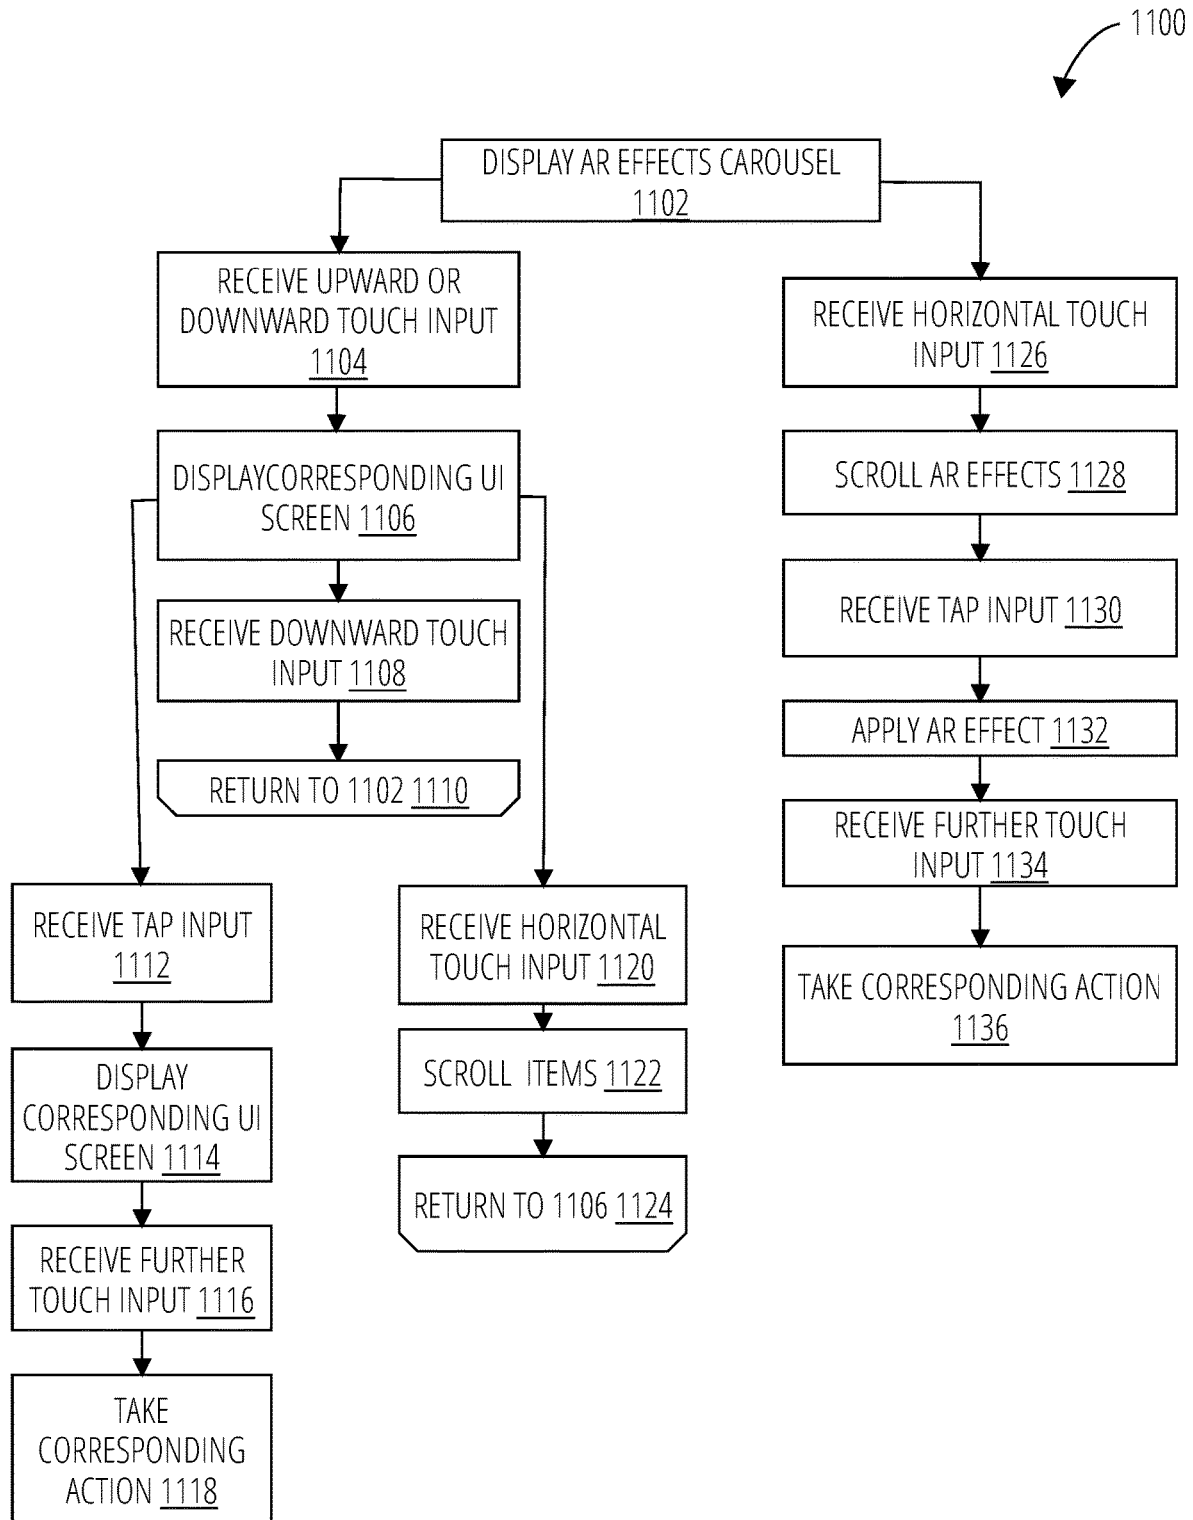 1100
DISPLAY AR EFFECTS CAROUSEL
1102
RECEIVE UPWARD OR
DOWNWARD TOUCH INPUT
1104
DISPLAYCORRESPONDING UI
SCREEN 1106
RECEIVE DOWNWARD TOUCH
INPUT 1108
RETURN TO 1102 1110
RECEIVE TAP INPUT
1112
DISPLAY
CORRESPONDING UI
SCREEN 1114
RECEIVE FURTHER
TOUCH INPUT 1116
TAKE
CORRESPONDING
ACTION 1118
RECEIVE HORIZONTAL
TOUCH INPUT 1120
SCROLL ITEMS 1122
RETURN TO 1106 1124
RECEIVE HORIZONTAL TOUCH
INPUT 1126
SCROLL AR EFFECTS 1128
RECEIVE TAP INPUT 1130
APPLY AR EFFECT 1132
RECEIVE FURTHER TOUCH
INPUT 1134
TAKE CORRESPONDING ACTION
1136